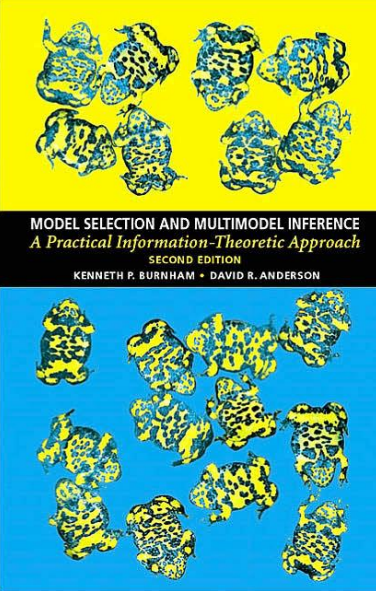 MODEL SELECTION AND MULTIMODEL INFERENCE
A Practical Information-Theoretic Approach
SECOND EDITION
KENNETH P. BURNHAM • DAVID R. ANDERSON